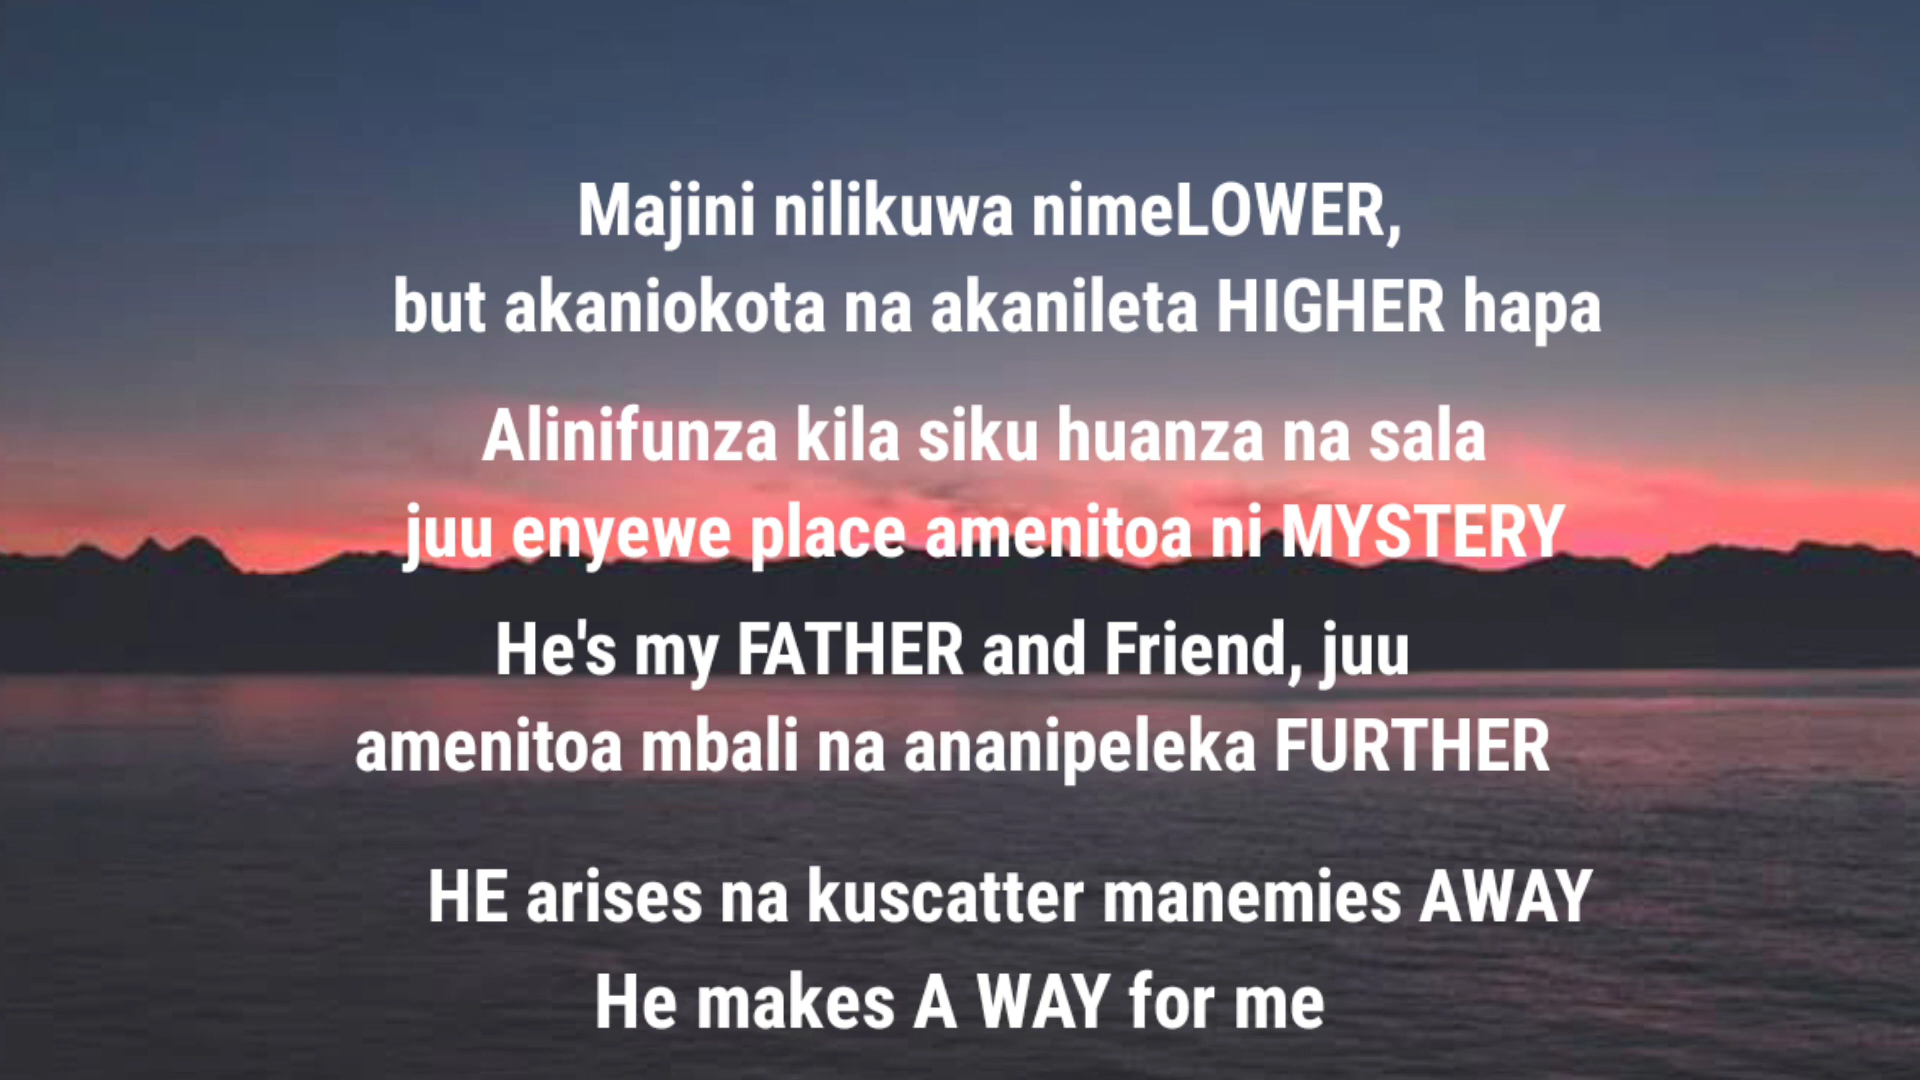 Majini nilikuwa nimeLOWER,
but akaniokota na akanileta HIGHER hapa
Alinifunza kila siku huanza na sala
juu enyewe place amenitoa ni MYSTERY
He's my FATHER and Friend, juu
amenitoa mbali na ananipeleka FURTHER
HE arises na kuscatter manemies AWAY
He makes A WAY for me